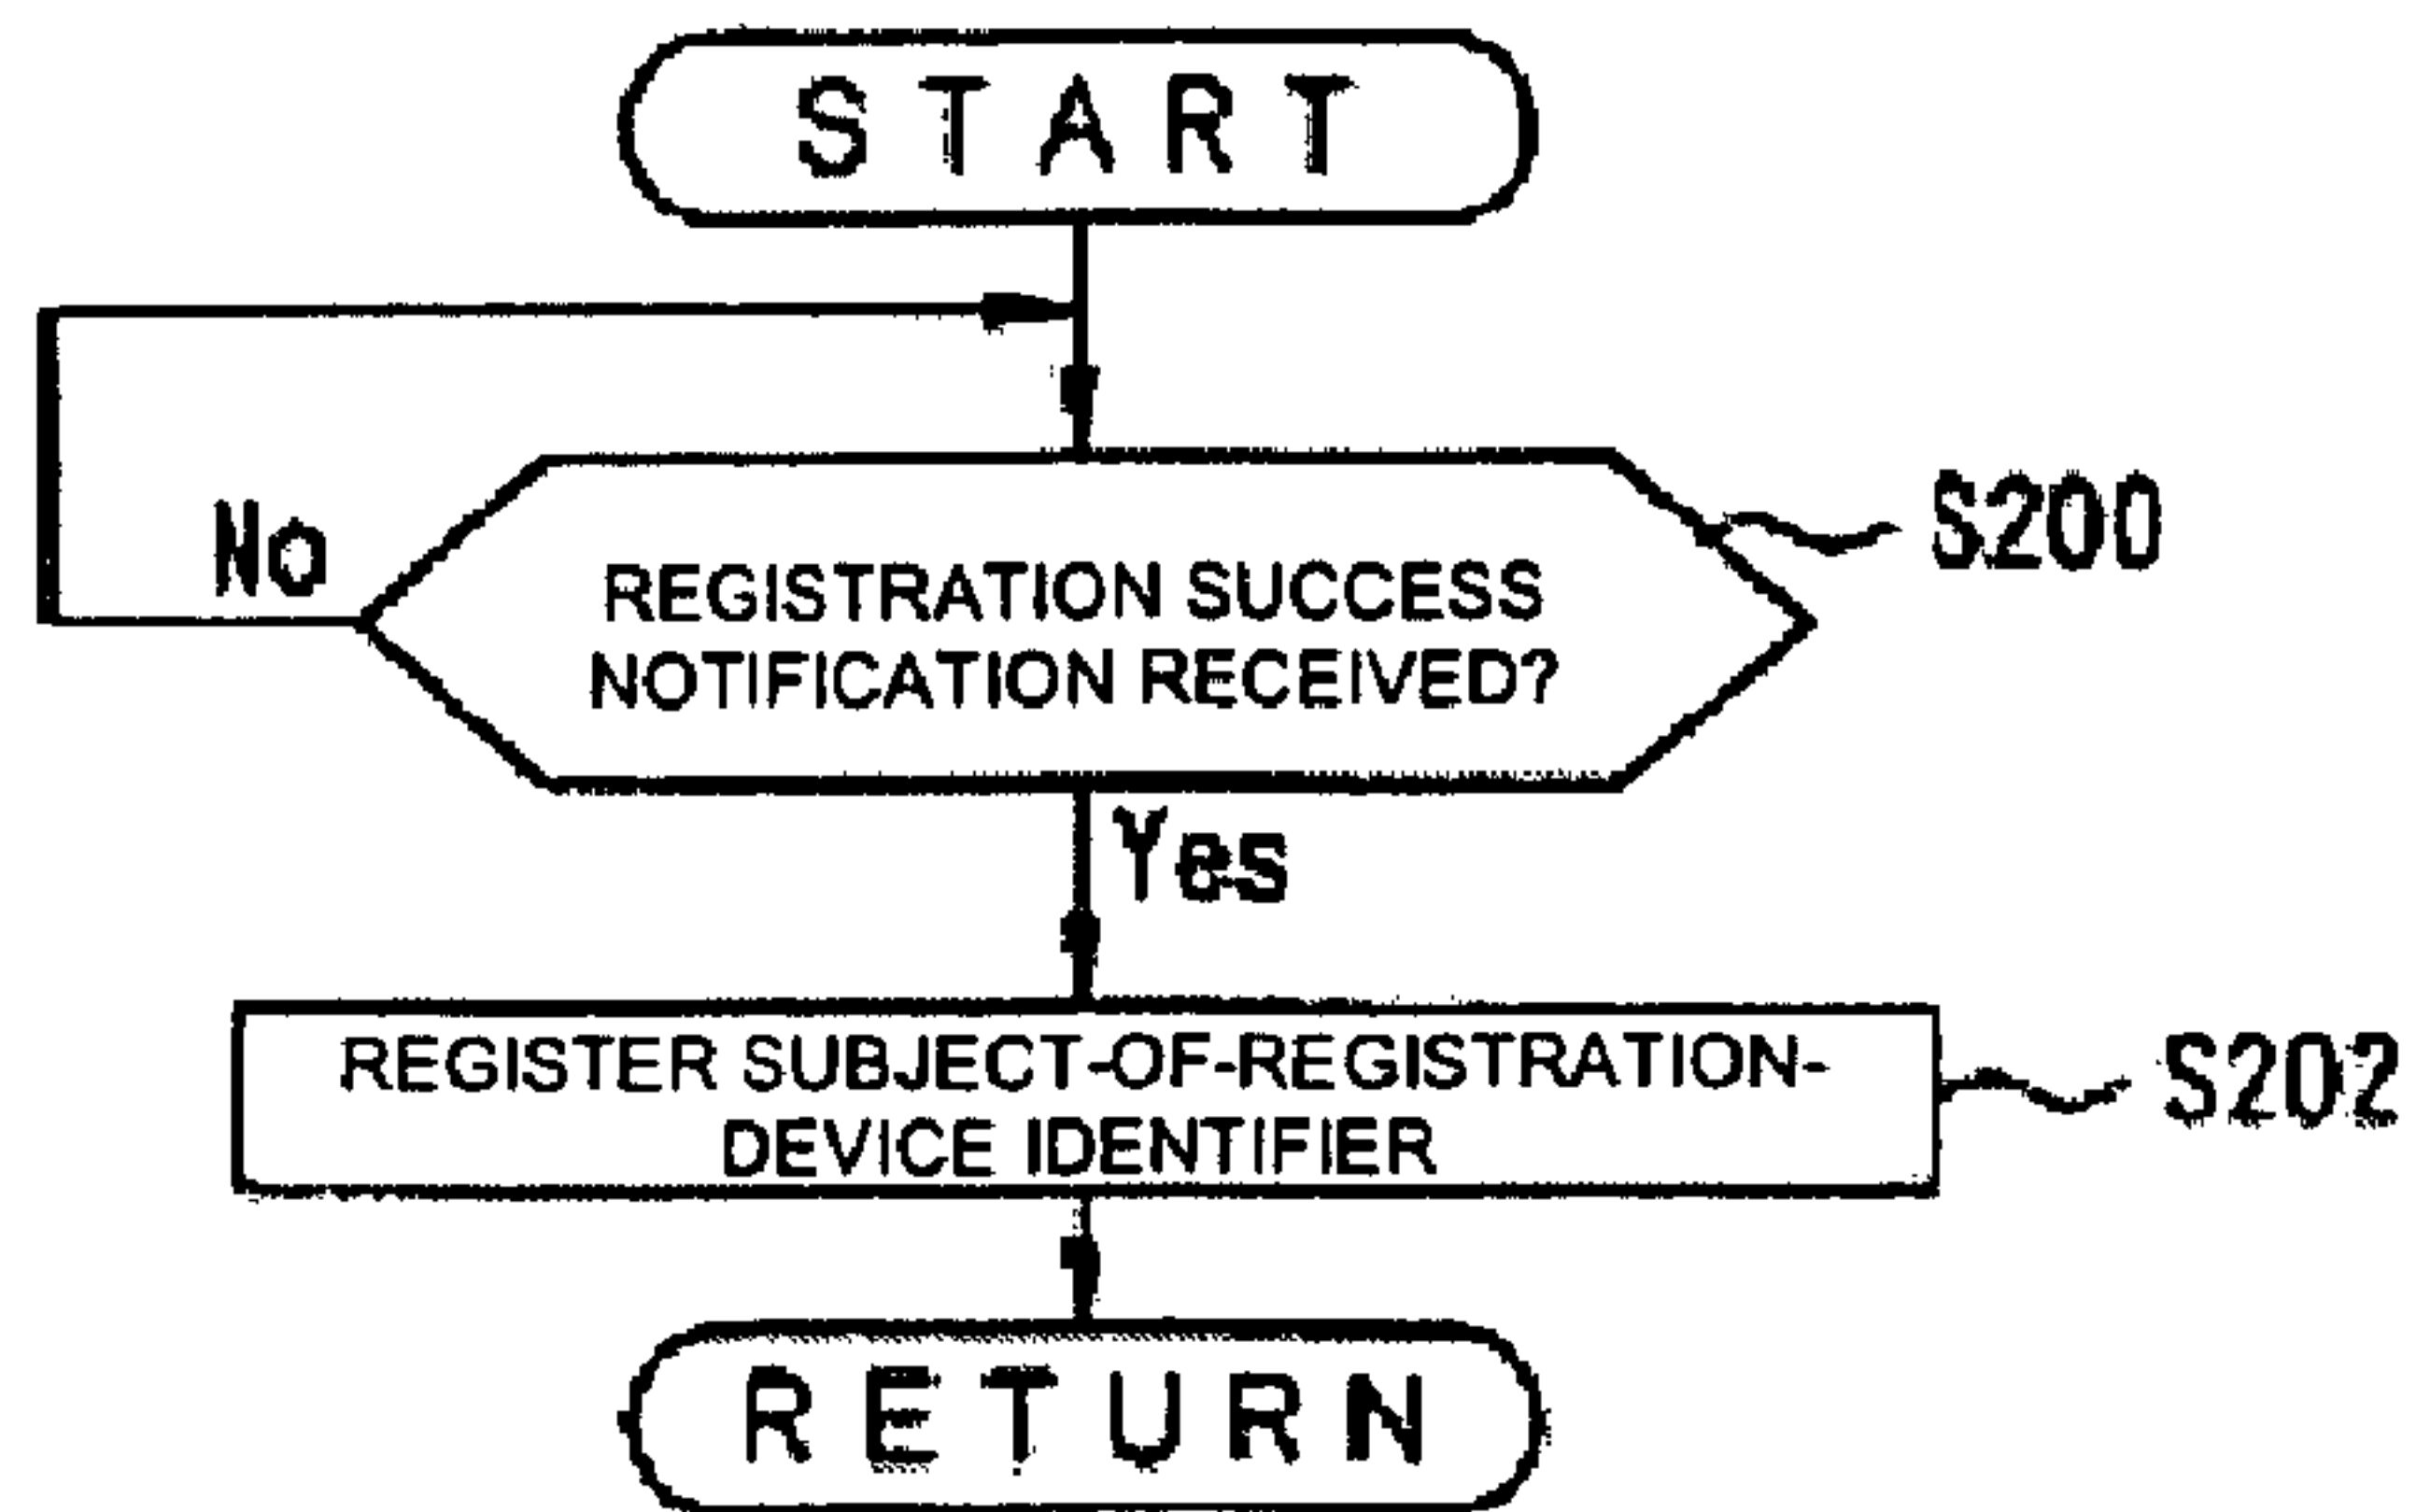 START
No
S200
REGISTRATION SUCCESS
NOTIFICATION RECEIVED?
Yes
REGISTER SUBJECT-OF-REGISTRATION-
DEVICE IDENTIFIER
S202
RETURN